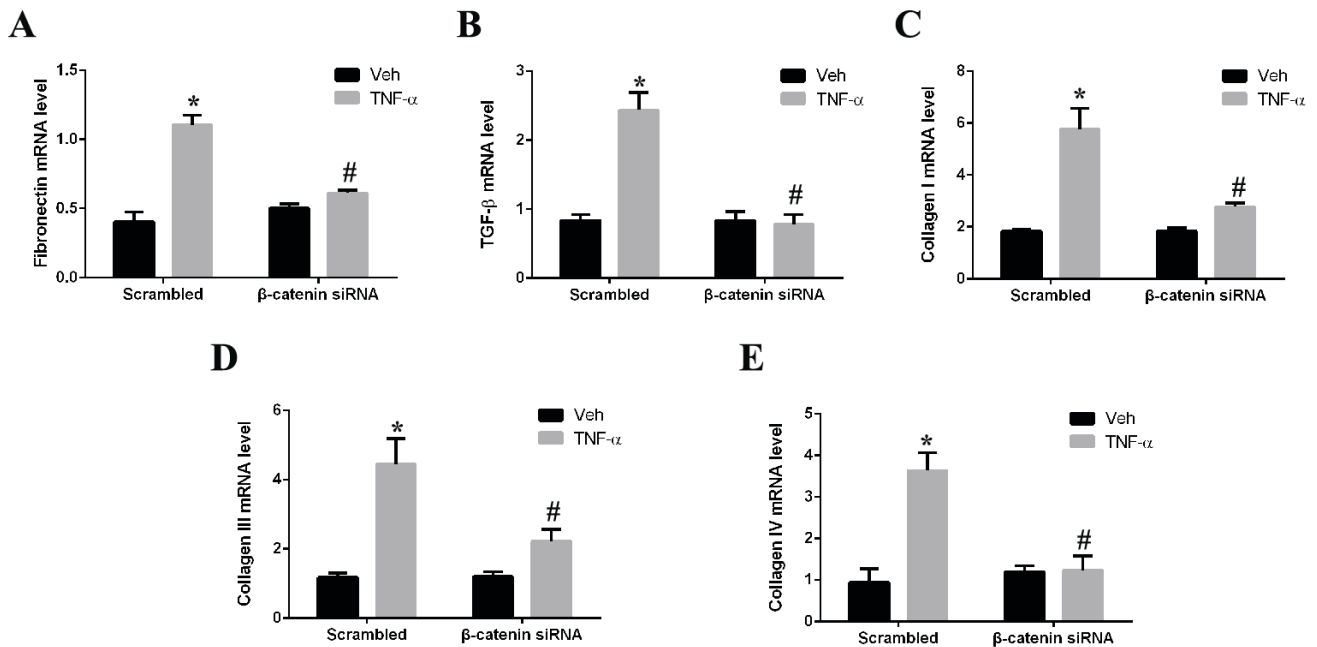 A
Fibronectin mRNA level
1.5
1.0
0.5
0.0
Veh
TNF-α
*
#
Scrambled
β-catenin siRNA
B
TGF-β mRNA level
3
2
1
0
Veh
TNF-α
*
#
Scrambled
β-catenin siRNA
C
Collagen I mRNA level
8
6
4
2
0
Veh
TNF-α
*
#
Scrambled
β-catenin siRNA
D
Collagen III mRNA level
6
4
2
0
Veh
TNF-α
*
#
Scrambled
β-catenin siRNA
E
Collagen IV mRNA level
5
4
3
2
1
0
Veh
TNF-α
*
#
Scrambled
β-catenin siRNA